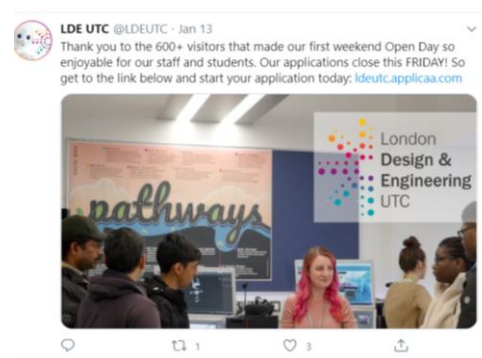 LDE UTC @LDEUTC · Jan 13
Thank you to the 600+ visitors that made our first weekend Open Day so
enjoyable for our staff and students. Our applications close this FRIDAY! So
get to the link below and start your application today: ldeutc.applicaa.com
London
Design &
Engineering
UTC
pathways
1
3